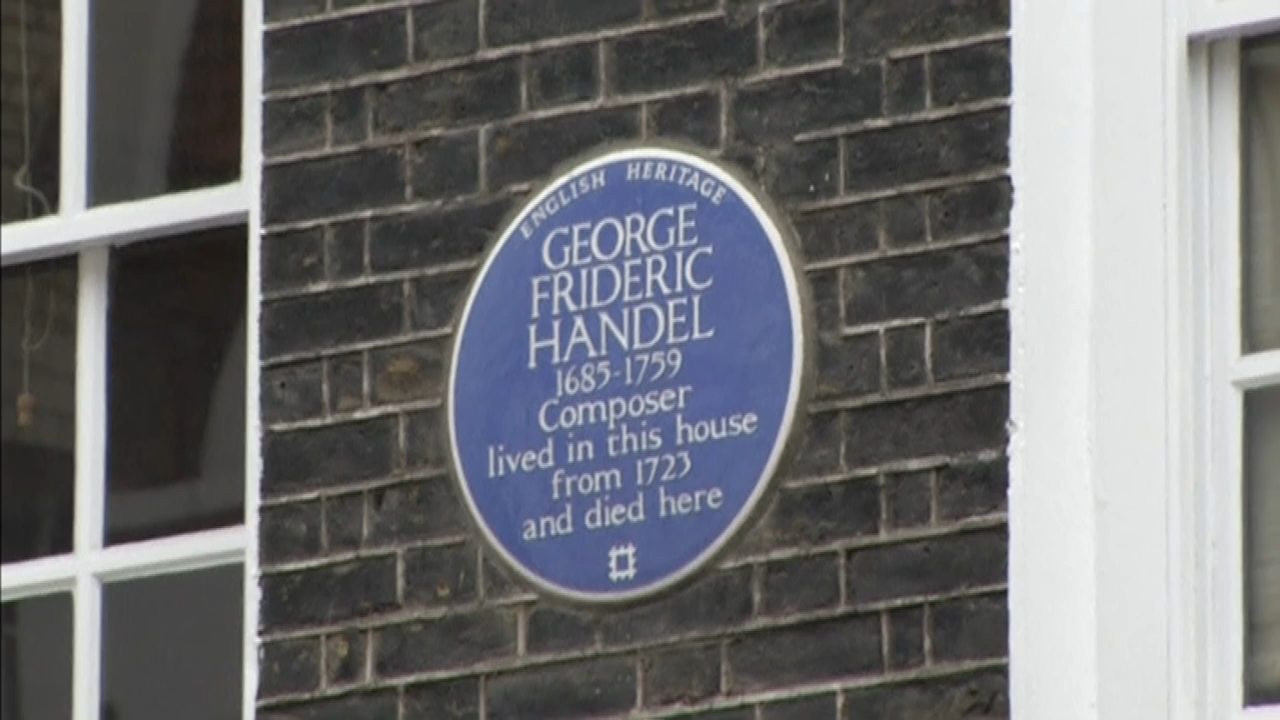 ENGLISH HERITAGE
GEORGE
FRIDERIC
HANDEL
1685-1759
Composer
lived in this house
from 1723
and died here